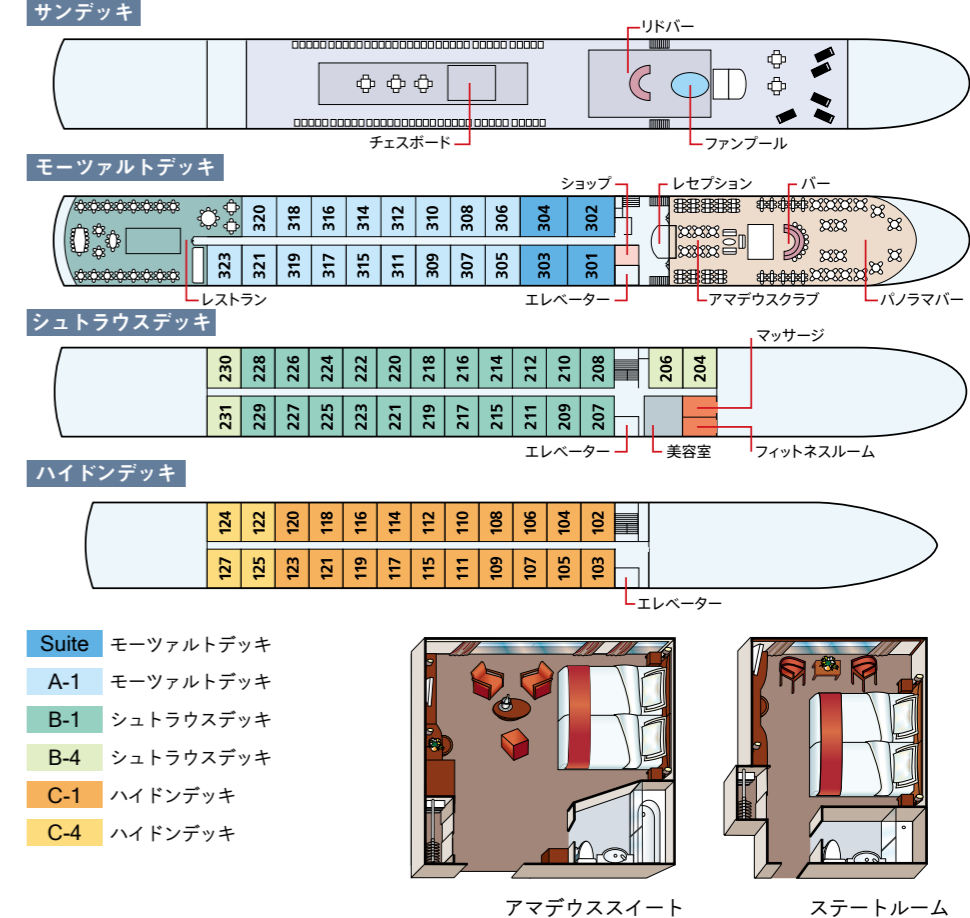 サンデッキ
リドバー
チェスボード
ファンプール
モーツァルトデッキ
ショップ
レセプション
バー
320 318 316 314 312 310 308 306 304 302
323 321 319 317 315 311 309 307 305 303 301
レストラン
エレベーター
アマデウスクラブ
パノラマバー
シュトラウスデッキ
マッサージ
230 228 226 224 222 220 218 216 214 212 210 208 206 204
231 229 227 225 223 221 219 217 215 211 209 207
エレベーター
美容室
フィットネスルーム
ハイドンデッキ
124 122 120 118 116 114 112 110 108 106 104 102
127 125 123 121 119 117 115 111 109 107 105 103
エレベーター
Suite モーツァルトデッキ
A-1 モーツァルトデッキ
B-1 シュトラウスデッキ
B-4 シュトラウスデッキ
C-1 ハイドンデッキ
C-4 ハイドンデッキ
アマデウススイート
ステートルーム